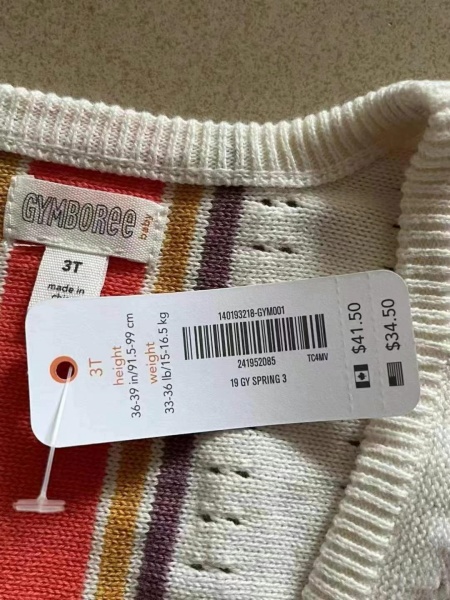 GYMBOREE
baby
3T
made in
3T
height
36-39 in/91.5-99 cm
weight
33-36 lb/15-16.5 kg
140193218-GYM001
241952085
TC4MV
19 GY SPRING 3
$41.50
$34.50